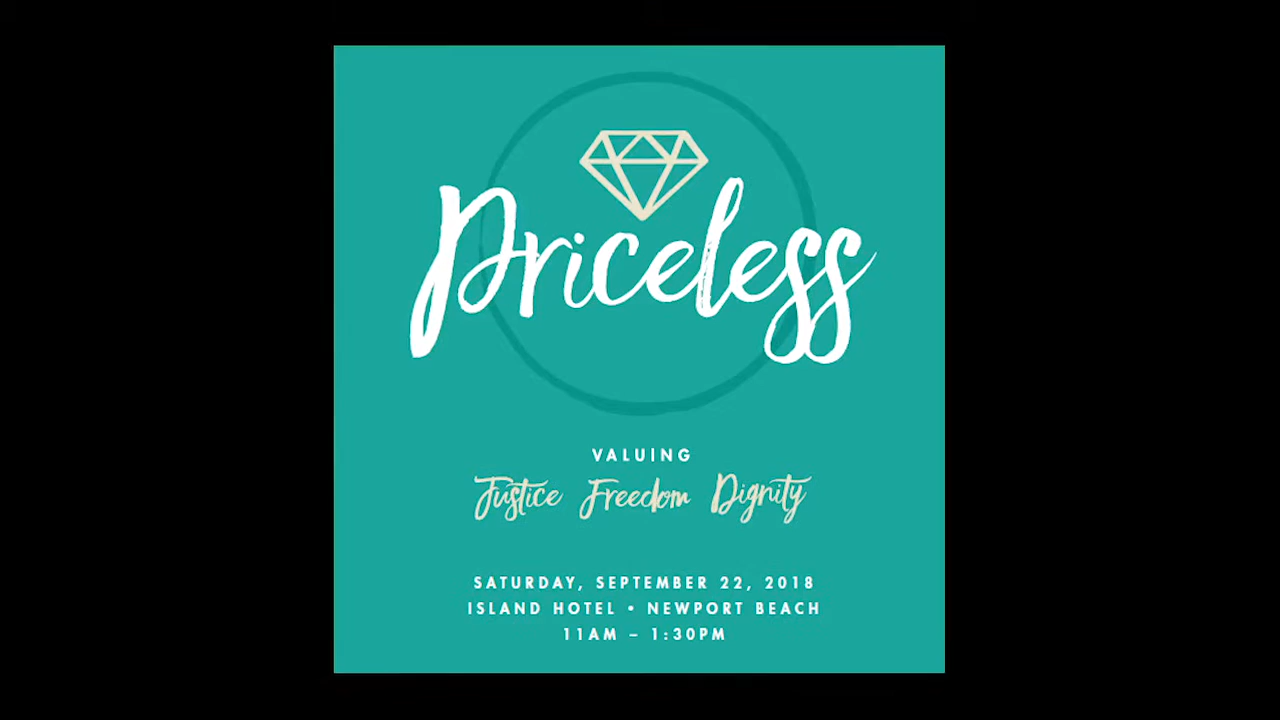 Priceless
VALUING
Justice Freedom Dignity
SATURDAY, SEPTEMBER 22, 2018
ISLAND HOTEL • NEWPORT BEACH
11AM – 1:30PM